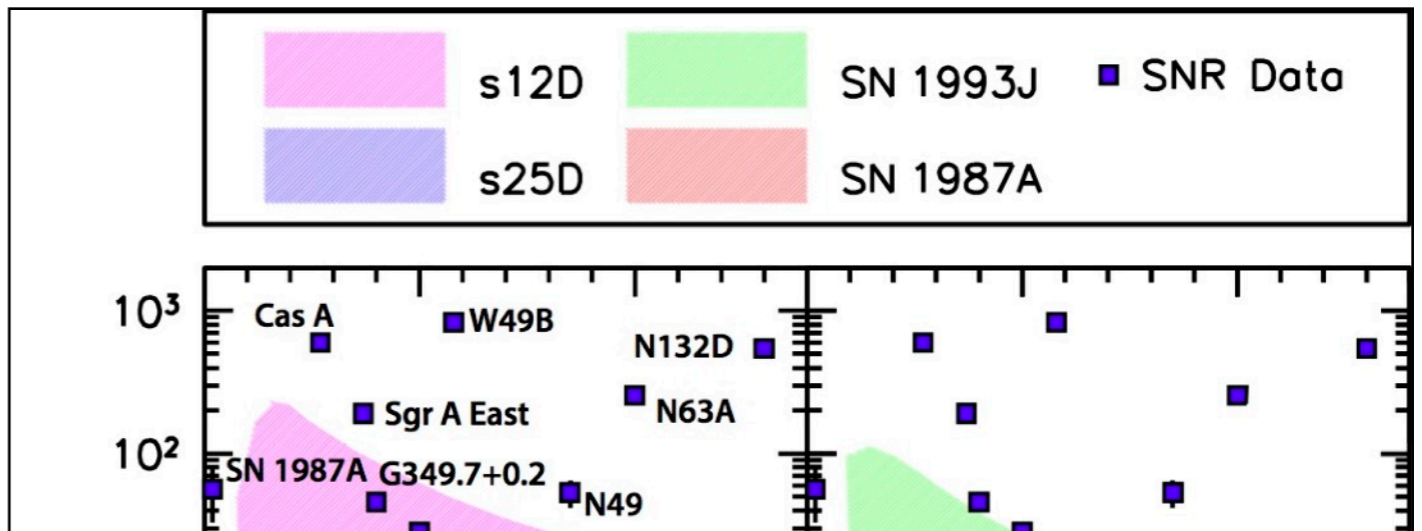 s12D
SN 1993J
SNR Data
s25D
SN 1987A
10³
Cas A
W49B
N132D
Sgr A East
N63A
10²
SN 1987A
G349.7+0.2
N49